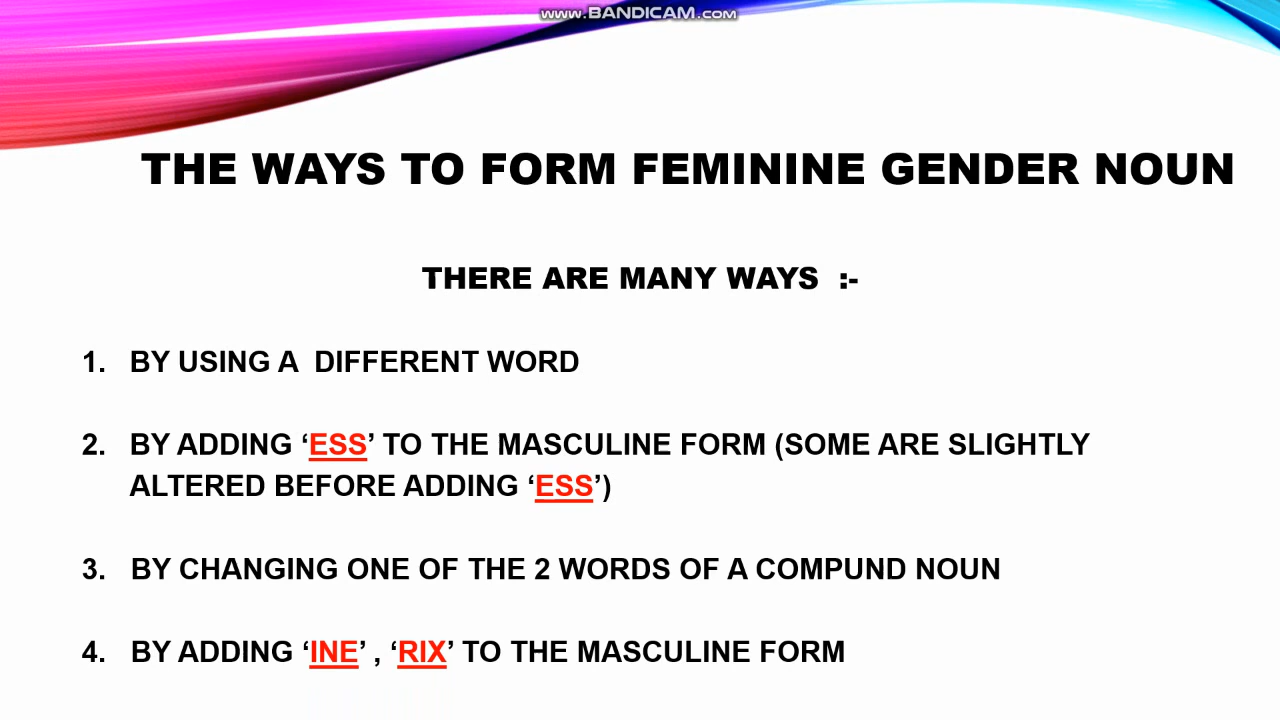 www.BANDICAM.com
THE WAYS TO FORM FEMININE GENDER NOUN
THERE ARE MANY WAYS :-
1. BY USING A DIFFERENT WORD
2. BY ADDING ‘ESS’ TO THE MASCULINE FORM (SOME ARE SLIGHTLY
ALTERED BEFORE ADDING ‘ESS’)
3. BY CHANGING ONE OF THE 2 WORDS OF A COMPUND NOUN
4. BY ADDING ‘INE’ , ‘RIX’ TO THE MASCULINE FORM